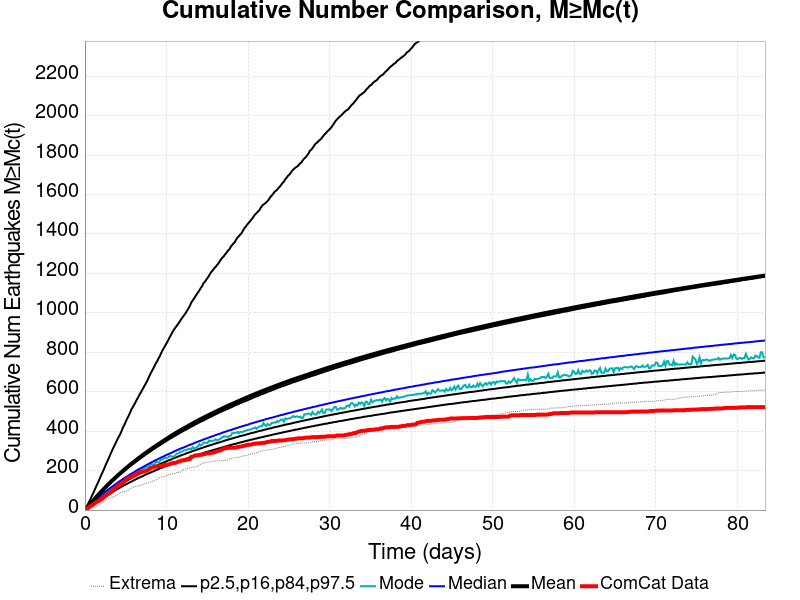 Cumulative Number Comparison, M≥Mc(t)
Cumulative Num Earthquakes M≥Mc(t)
2200
2000
1800
1600
1400
1200
1000
800
600
400
200
0
0 10 20 30 40 50 60 70 80
Time (days)
Extrema p2.5,p16,p84,p97.5 Mode Median Mean ComCat Data